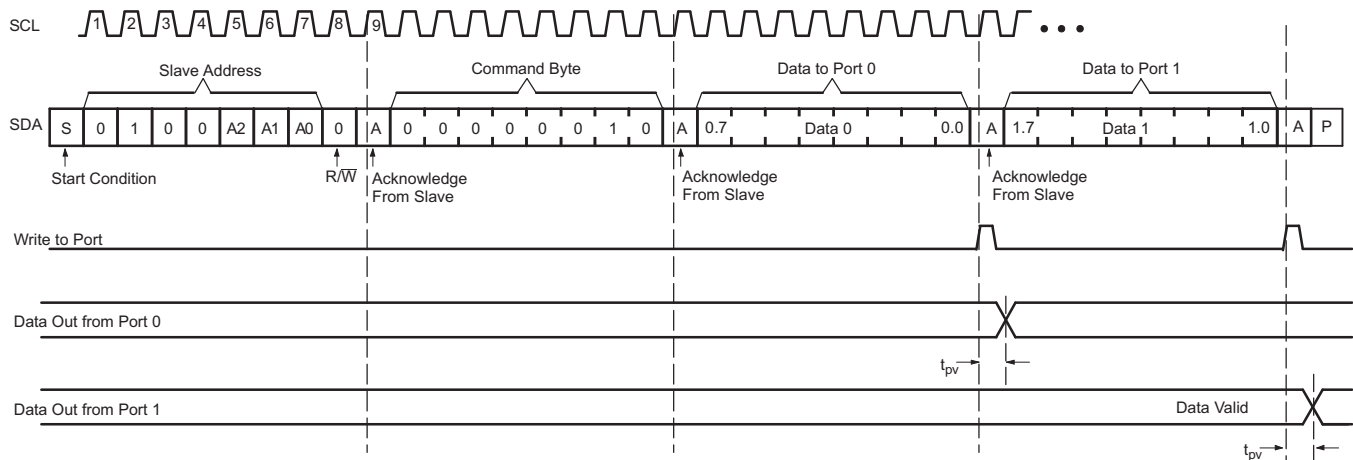 SCL 1 2 3 4 5 6 7 8 9
Slave Address Command Byte Data to Port 0 Data to Port 1
SDA S 0 1 0 0 A2 A1 A0 0 A 0 0 0 0 0 0 1 0 A 0.7 Data 0 0.0 A 1.7 Data 1 1.0 A P
Start Condition R/W̅ Acknowledge From Slave Acknowledge From Slave Acknowledge From Slave
Write to Port
Data Out from Port 0
tpv
Data Out from Port 1 Data Valid
tpv